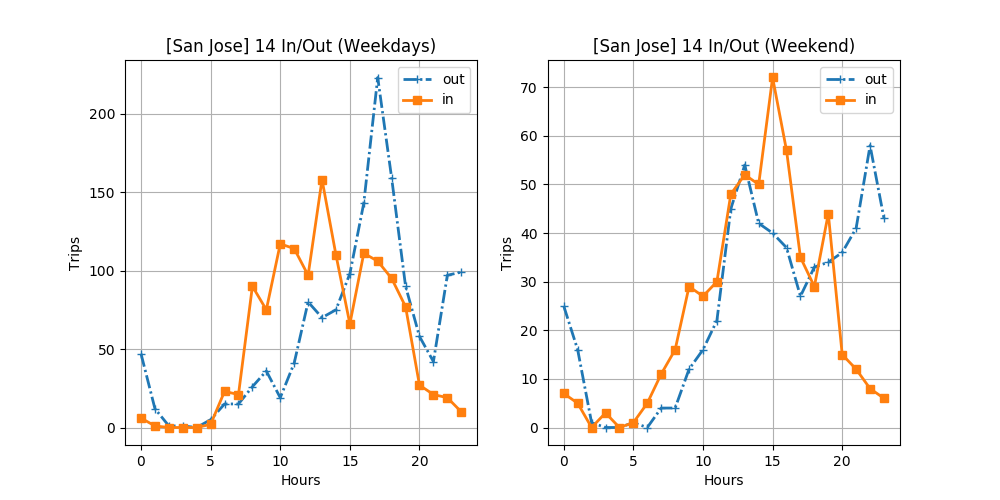 [San Jose] 14 In/Out (Weekdays)
Trips
200
150
100
50
0
0 5 10 15 20
Hours
out
in
[San Jose] 14 In/Out (Weekend)
Trips
70
60
50
40
30
20
10
0
0 5 10 15 20
Hours
out
in